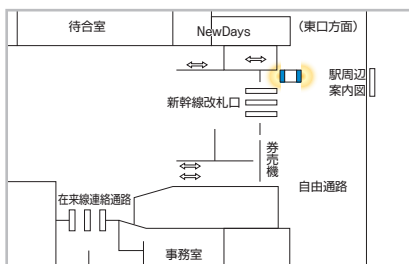 待合室
NewDays
（東口方面）
駅周辺
案内図
新幹線改札口
券売機
自由通路
在来線連絡通路
事務室